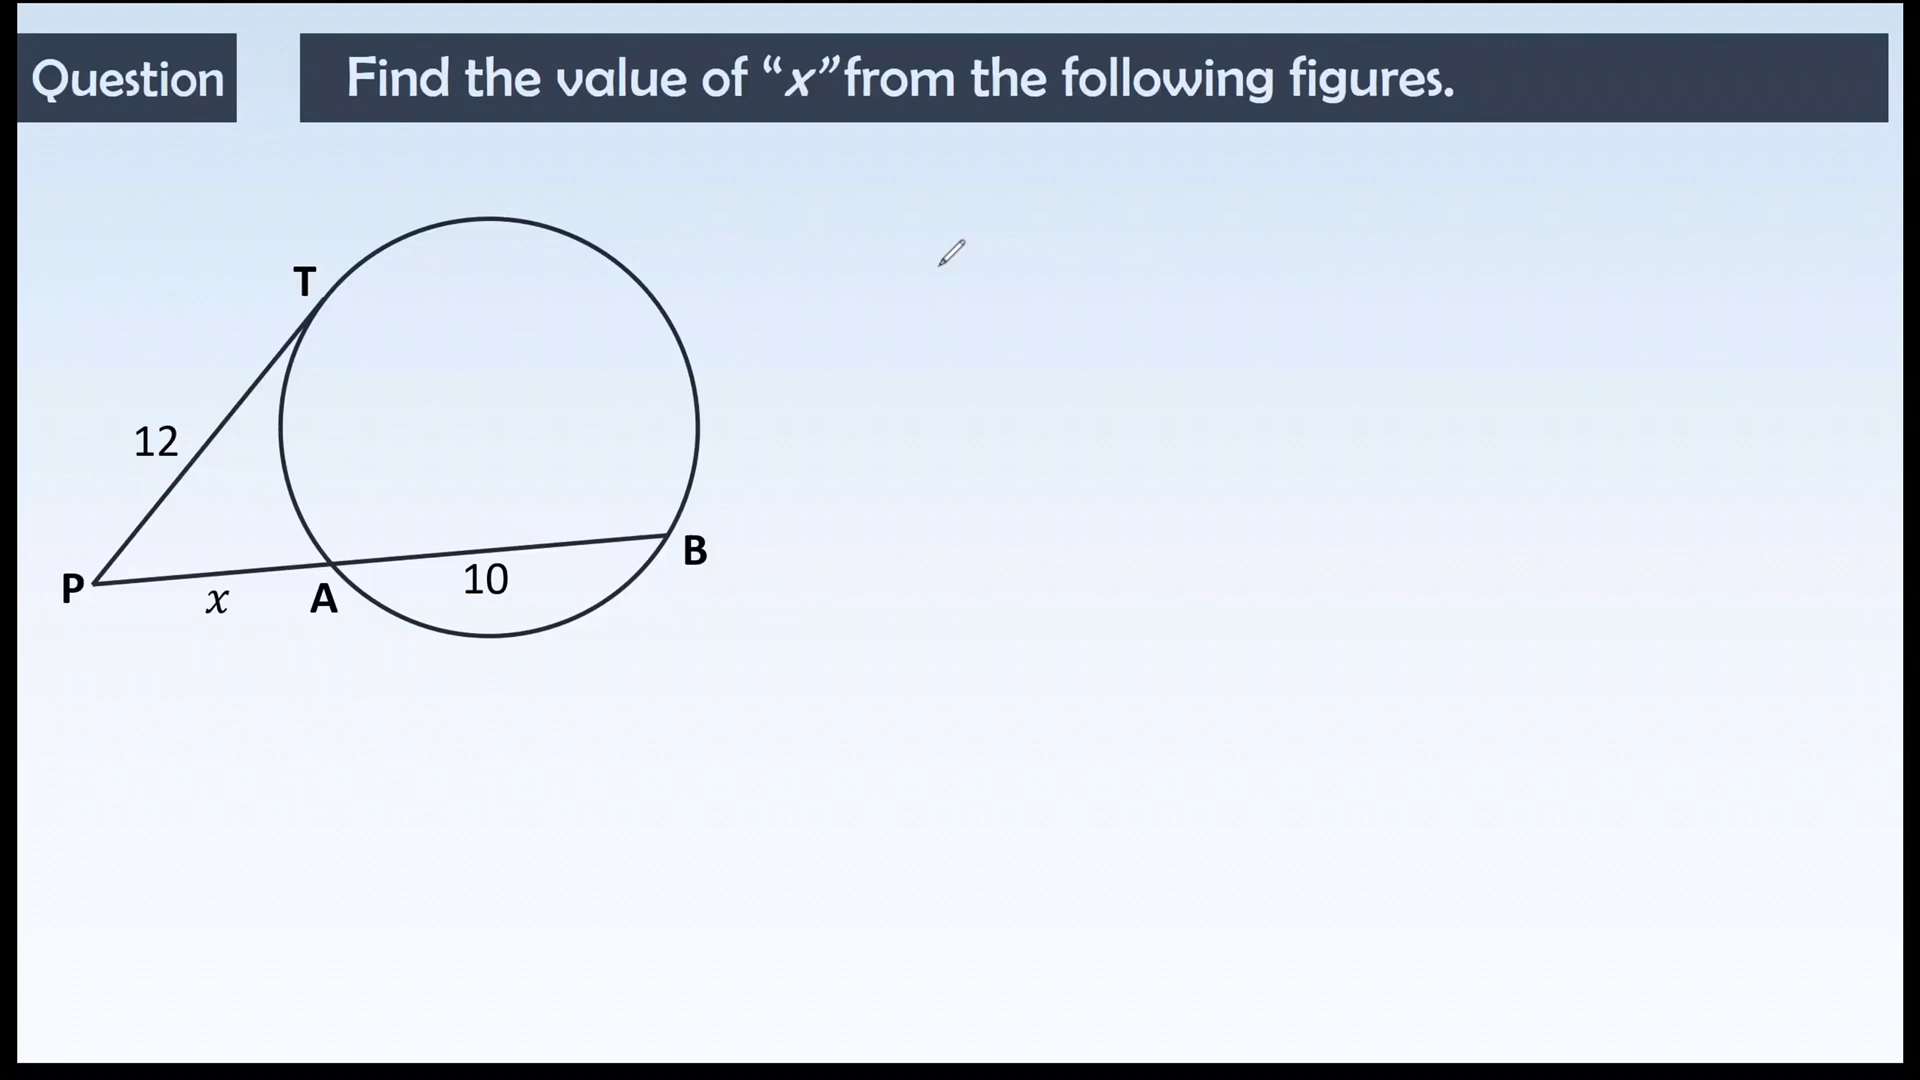 Question
Find the value of “x” from the following figures.
T
12
P
x
A
10
B